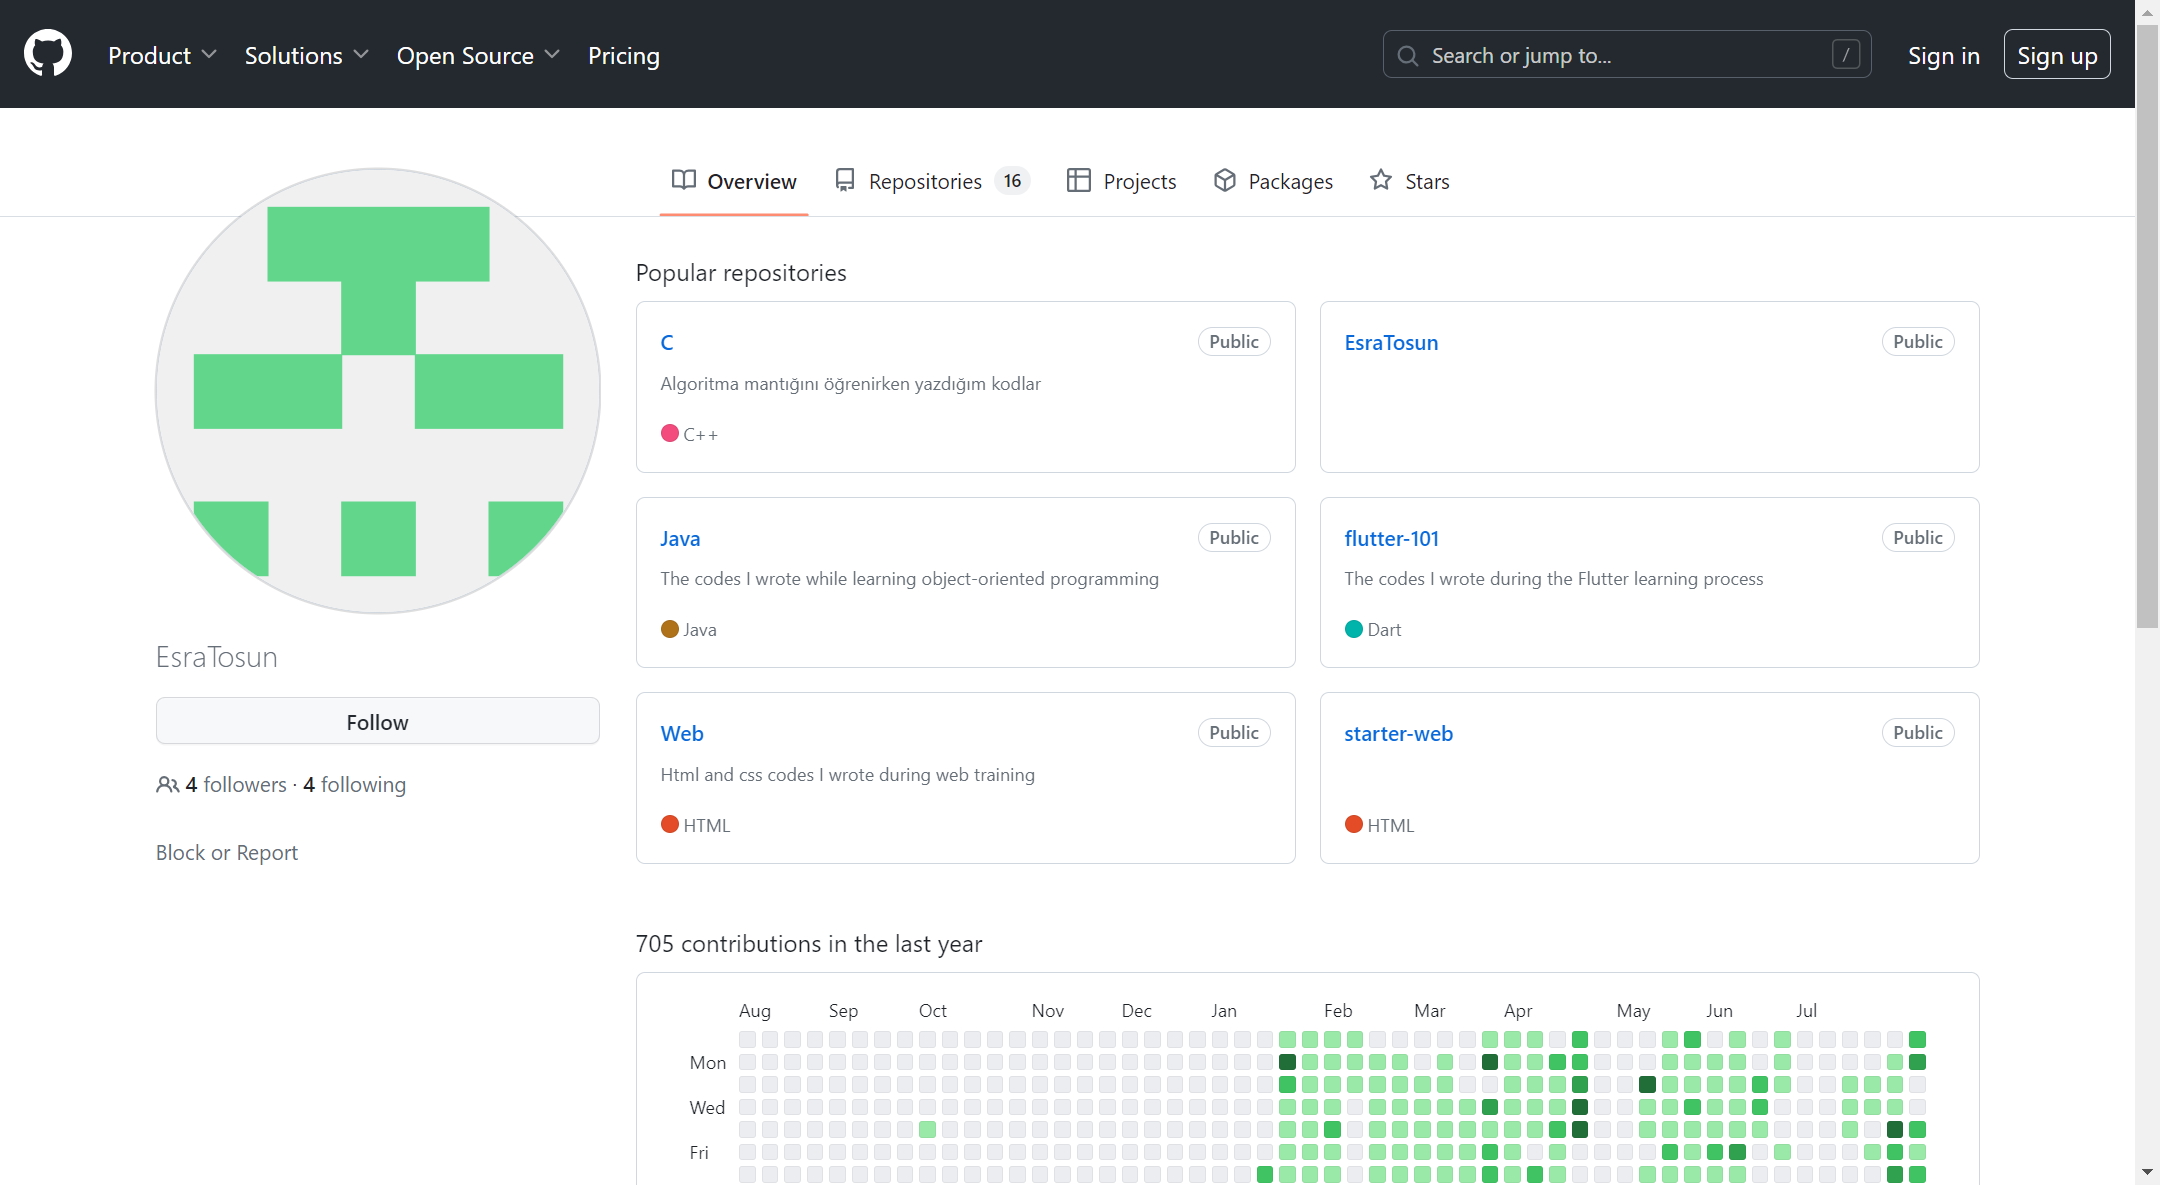 Product Solutions Open Source Pricing Search or jump to... / Sign in Sign up
Overview Repositories 16 Projects Packages Stars
EsraTosun
Follow
4 followers · 4 following
Block or Report
Popular repositories
C Public
Algoritma mantığını öğrenirken yazdığım kodlar
C++
EsraTosun Public
Java Public
The codes I wrote while learning object-oriented programming
Java
flutter-101 Public
The codes I wrote during the Flutter learning process
Dart
Web Public
Html and css codes I wrote during web training
HTML
starter-web Public
HTML
705 contributions in the last year
Aug Sep Oct Nov Dec Jan Feb Mar Apr May Jun Jul
Mon
Wed
Fri